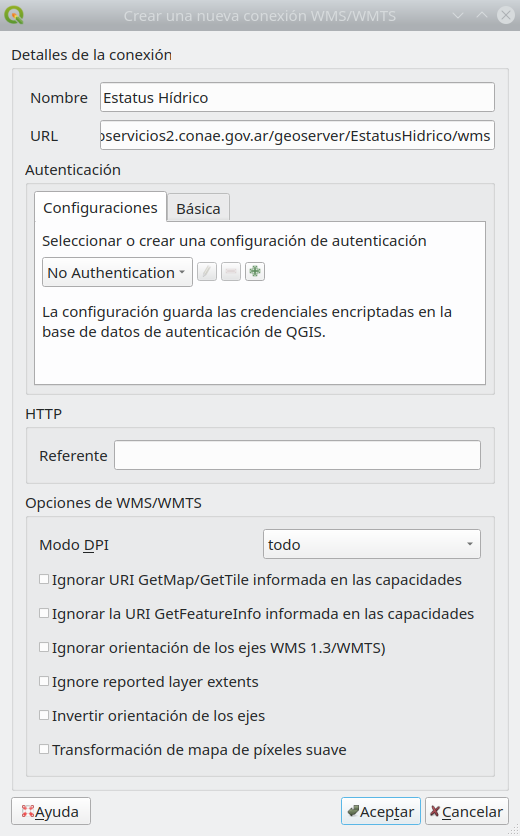 Crear una nueva conexión WMS/WMTS
Detalles de la conexión
Nombre
Estatus Hídrico
URL
oservicios2.conae.gov.ar/geoserver/EstatusHidrico/wms
Autenticación
Configuraciones
Básica
Seleccionar o crear una configuración de autenticación
No Authentication
La configuración guarda las credenciales encriptadas en la
base de datos de autenticación de QGIS.
HTTP
Referente
Opciones de WMS/WMTS
Modo DPI
todo
Ignorar URI GetMap/GetTile informada en las capacidades
Ignorar la URI GetFeatureInfo informada en las capacidades
Ignorar orientación de los ejes WMS 1.3/WMTS)
Ignore reported layer extents
Invertir orientación de los ejes
Transformación de mapa de píxeles suave
Ayuda
Aceptar
Cancelar